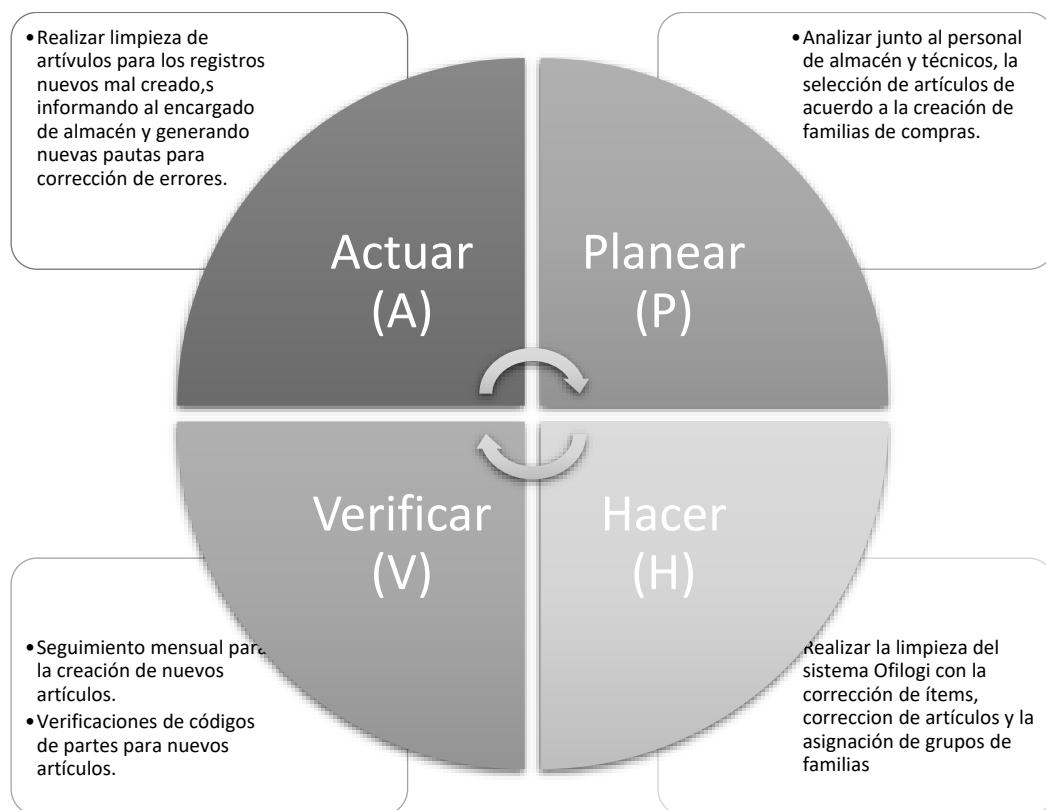 •Realizar limpieza de
artívulos para los registros
nuevos mal creado,s
informando al encargado
de almacén y generando
nuevas pautas para
corrección de errores.
•Analizar junto al personal
de almacén y técnicos, la
selección de artículos de
acuerdo a la creación de
familias de compras.
Actuar
(A)
Planear
(P)
Verificar
(V)
Hacer
(H)
•Seguimiento mensual para
la creación de nuevos
artículos.
•Verificaciones de códigos
de partes para nuevos
artículos.
Realizar la limpieza del
sistema Ofilogi con la
corrección de ítems,
correccion de artículos y la
asignación de grupos de
familias